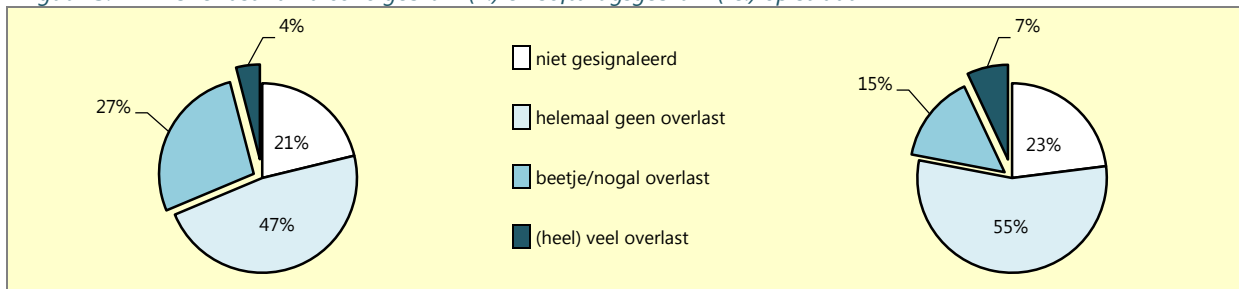 4%
27%
21%
47%
niet gesignaleerd
helemaal geen overlast
beetje/nogal overlast
(heel) veel overlast
7%
15%
23%
55%